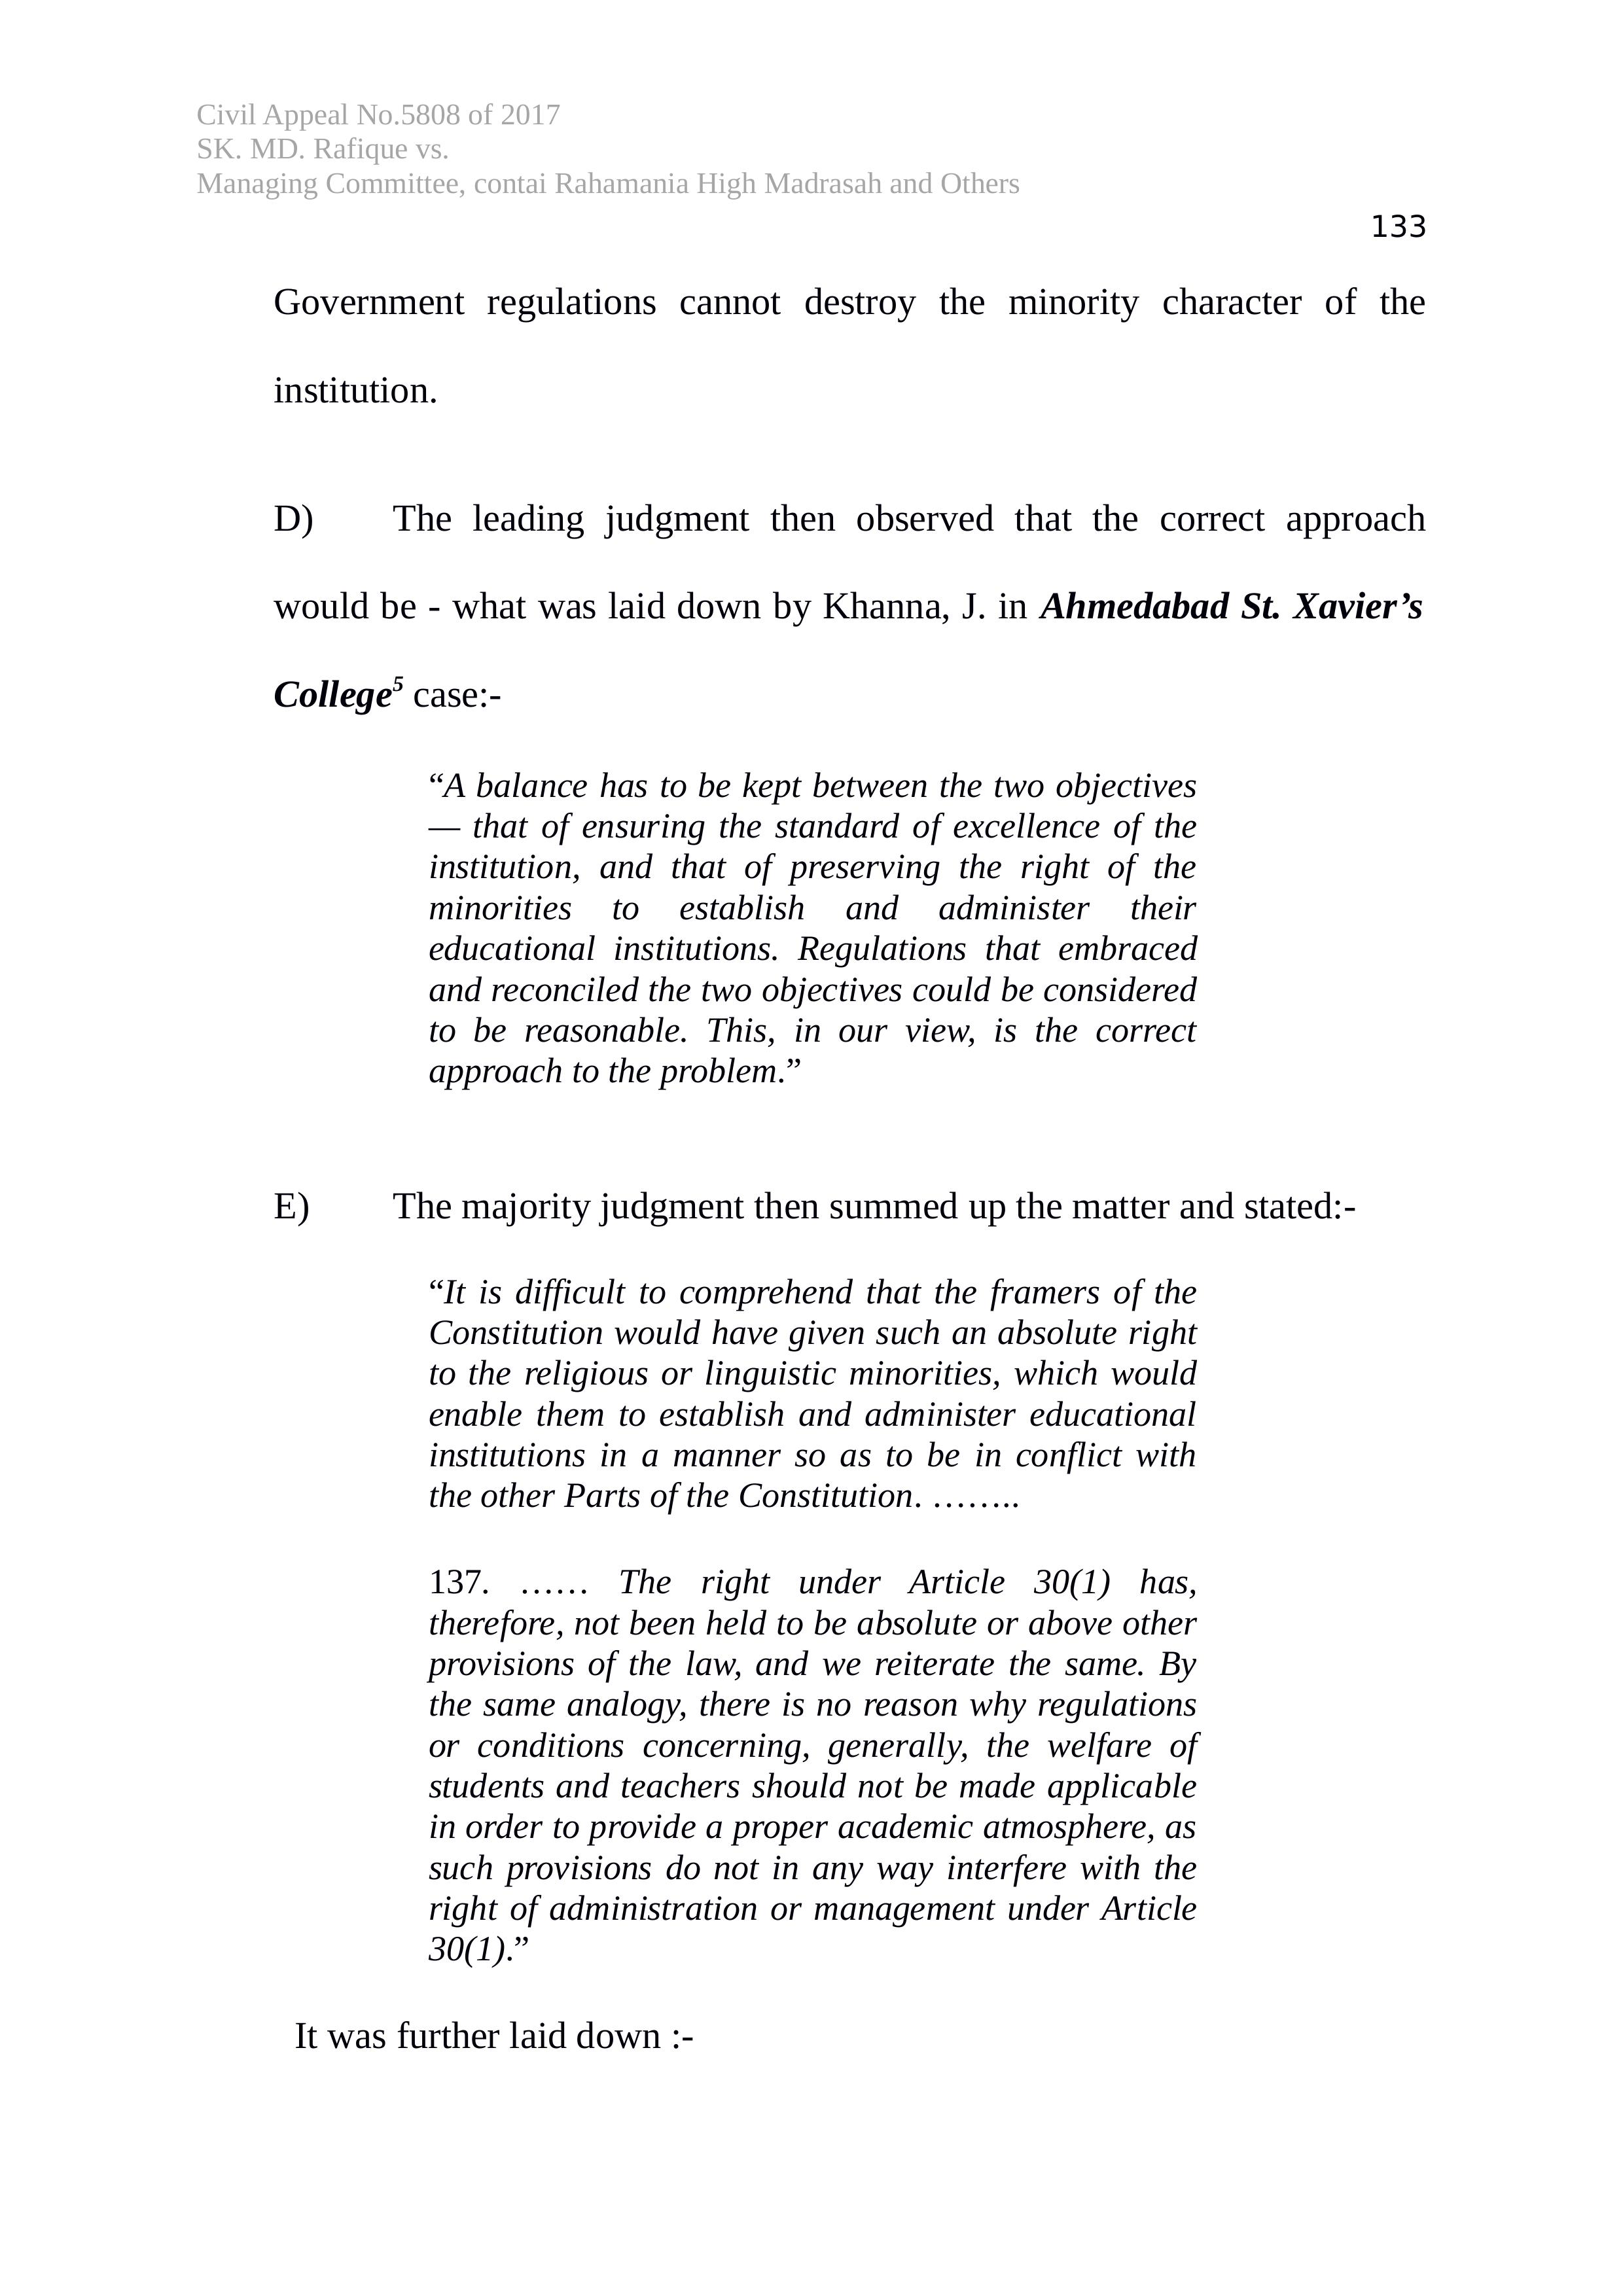 Civil Appeal No.5808 of 2017
SK. MD. Rafique vs.
Managing Committee, contai Rahamania High Madrasah and Others
133
Government regulations cannot destroy the minority character of the
institution.
D) The leading judgment then observed that the correct approach
would be - what was laid down by Khanna, J. in Ahmedabad St. Xavier’s
College5 case:-
“A balance has to be kept between the two objectives
— that of ensuring the standard of excellence of the
institution, and that of preserving the right of the
minorities to establish and administer their
educational institutions. Regulations that embraced
and reconciled the two objectives could be considered
to be reasonable. This, in our view, is the correct
approach to the problem.”
E) The majority judgment then summed up the matter and stated:-
“It is difficult to comprehend that the framers of the
Constitution would have given such an absolute right
to the religious or linguistic minorities, which would
enable them to establish and administer educational
institutions in a manner so as to be in conflict with
the other Parts of the Constitution. ……..
137. …… The right under Article 30(1) has,
therefore, not been held to be absolute or above other
provisions of the law, and we reiterate the same. By
the same analogy, there is no reason why regulations
or conditions concerning, generally, the welfare of
students and teachers should not be made applicable
in order to provide a proper academic atmosphere, as
such provisions do not in any way interfere with the
right of administration or management under Article
30(1).”
It was further laid down :-